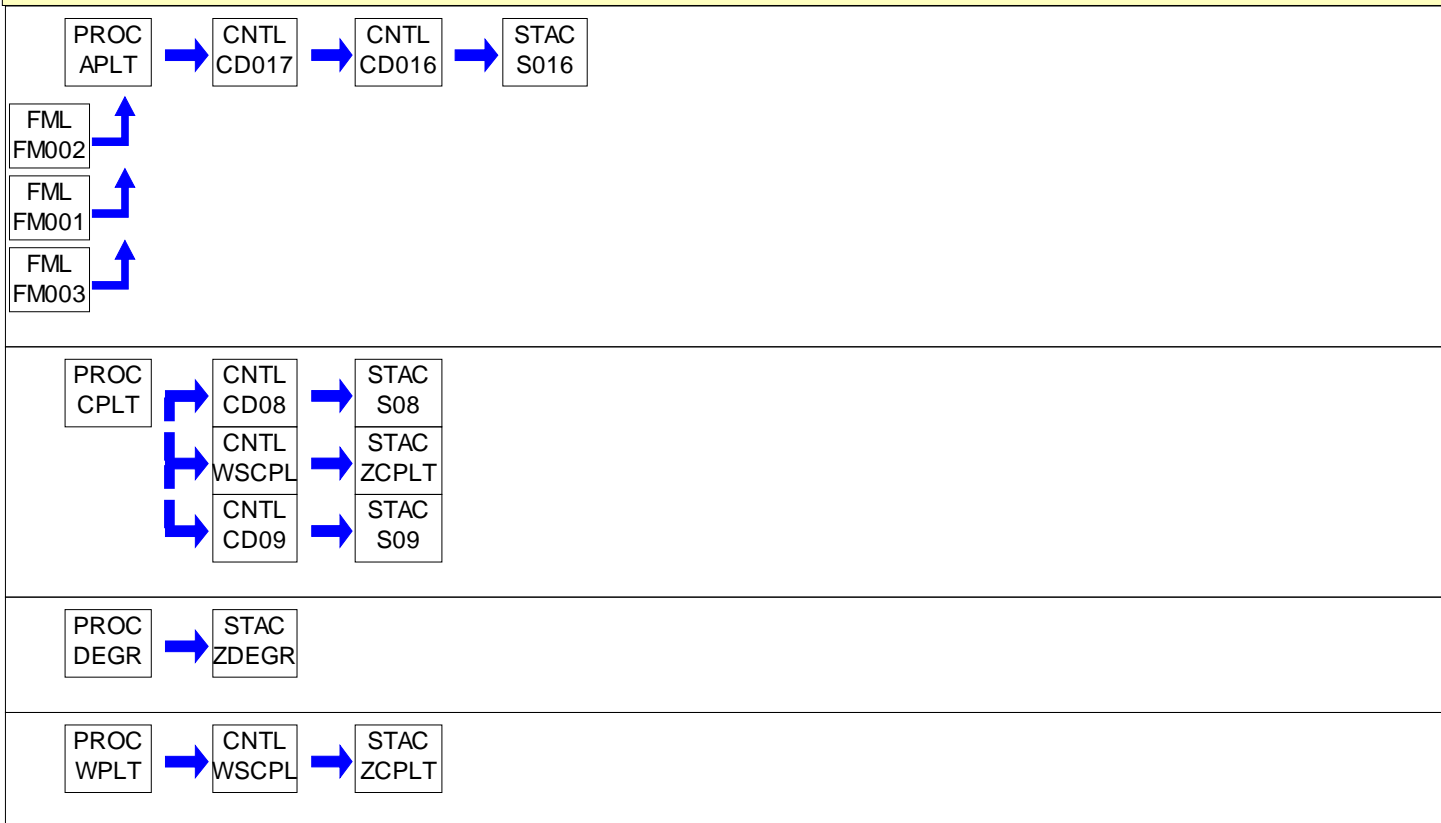 PROC
APLT
CNTL
CD017
CNTL
CD016
STAC
S016
FML
FM002
FML
FM001
FML
FM003
PROC
CPLT
CNTL
CD08
STAC
S08
CNTL
WSCPL
STAC
ZCPLT
CNTL
CD09
STAC
S09
PROC
DEGR
STAC
ZDEGR
PROC
WPLT
CNTL
WSCPL
STAC
ZCPLT